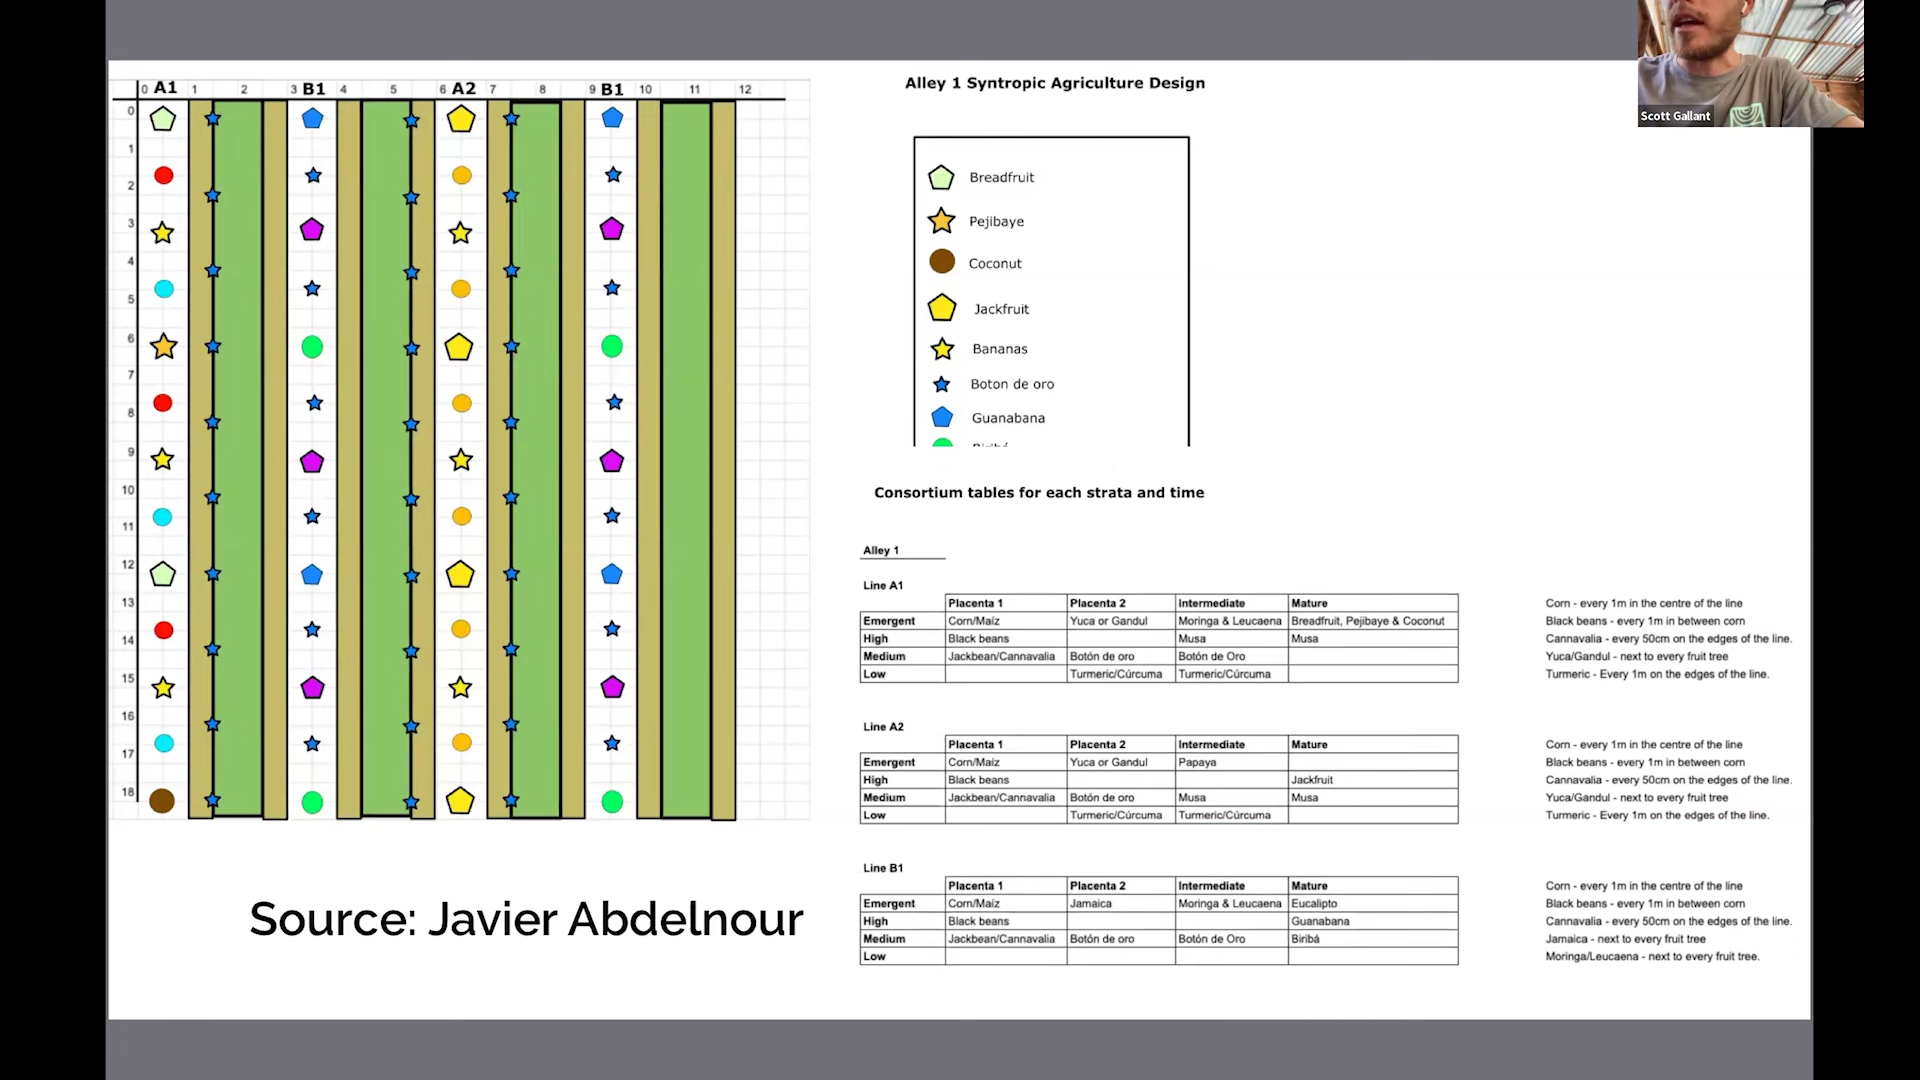 Alley 1 Syntropic Agriculture Design
Scott Gallant
0 A1 1 2 3 B1 4 5 6 A2 7 8 9 B1 10 11 12
0
1
2
3
4
5
6
7
8
9
10
11
12
13
14
15
16
17
18
Breadfruit
Pejibaye
Coconut
Jackfruit
Bananas
Boton de oro
Guanabana
Consortium tables for each strata and time
Alley 1
Line A1
Placenta 1 Placenta 2 Intermediate Mature
Emergent Corn/Maíz Yuca or Gandul Moringa & Leucaena Breadfruit, Pejibaye & Coconut
High Black beans Musa Musa
Medium Jackbean/Cannavalia Botón de oro Botón de Oro
Low Turmeric/Cúrcuma Turmeric/Cúrcuma
Corn - every 1m in the centre of the line
Black beans - every 1m in between corn
Cannavalia - every 50cm on the edges of the line.
Yuca/Gandul - next to every fruit tree
Turmeric - Every 1m on the edges of the line.
Line A2
Placenta 1 Placenta 2 Intermediate Mature
Emergent Corn/Maíz Yuca or Gandul Papaya
High Black beans Jackfruit
Medium Jackbean/Cannavalia Botón de oro Musa Musa
Low Turmeric/Cúrcuma Turmeric/Cúrcuma
Corn - every 1m in the centre of the line
Black beans - every 1m in between corn
Cannavalia - every 50cm on the edges of the line.
Yuca/Gandul - next to every fruit tree
Turmeric - Every 1m on the edges of the line.
Line B1
Placenta 1 Placenta 2 Intermediate Mature
Emergent Corn/Maíz Jamaica Moringa & Leucaena Eucalipto
High Black beans Guanabana
Medium Jackbean/Cannavalia Botón de oro Botón de Oro Biribá
Low
Corn - every 1m in the centre of the line
Black beans - every 1m in between corn
Cannavalia - every 50cm on the edges of the line.
Jamaica - next to every fruit tree
Moringa/Leucaena - next to every fruit tree.
Source: Javier Abdelnour